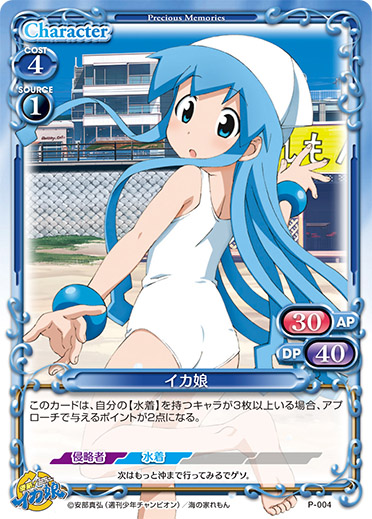 Precious Memories
Character
COST
4
SOURCE
1
30 AP
DP 40
イカ娘
このカードは、自分の【水着】を持つキャラが3枚以上いる場合、アプ
ローチで与えるポイントが2点になる。
侵略者 水着
次はもっと沖まで行ってみるでゲソ。
©安部真弘(週刊少年チャンピオン)/海の家れもん P-004